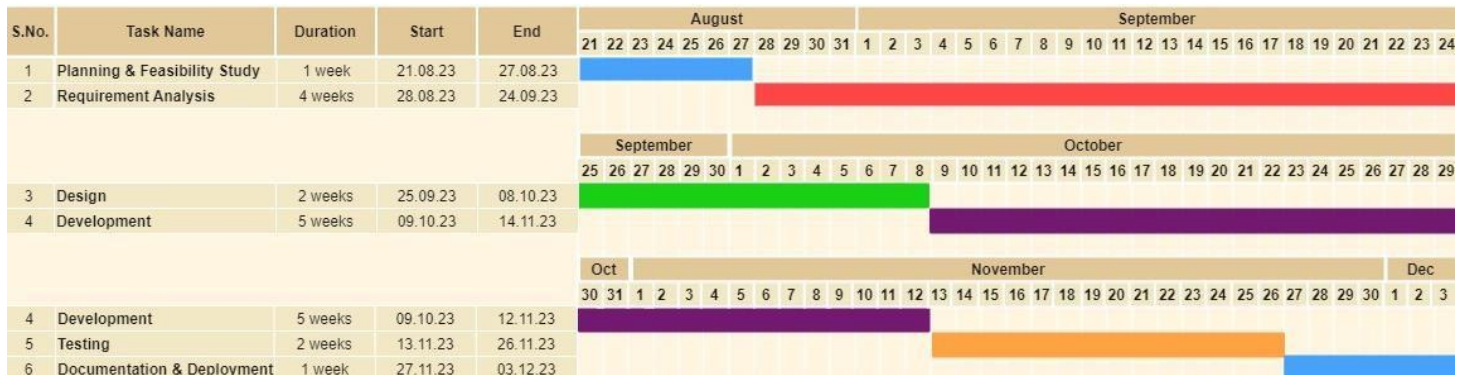 S.No. Task Name Duration Start End August September
21 22 23 24 25 26 27 28 29 30 31 1 2 3 4 5 6 7 8 9 10 11 12 13 14 15 16 17 18 19 20 21 22 23 24
1 Planning & Feasibility Study 1 week 21.08.23 27.08.23
2 Requirement Analysis 4 weeks 28.08.23 24.09.23
September October
25 26 27 28 29 30 1 2 3 4 5 6 7 8 9 10 11 12 13 14 15 16 17 18 19 20 21 22 23 24 25 26 27 28 29
3 Design 2 weeks 25.09.23 08.10.23
4 Development 5 weeks 09.10.23 14.11.23
Oct November Dec
30 31 1 2 3 4 5 6 7 8 9 10 11 12 13 14 15 16 17 18 19 20 21 22 23 24 25 26 27 28 29 30 1 2 3
4 Development 5 weeks 09.10.23 12.11.23
5 Testing 2 weeks 13.11.23 26.11.23
6 Documentation & Deployment 1 week 27.11.23 03.12.23